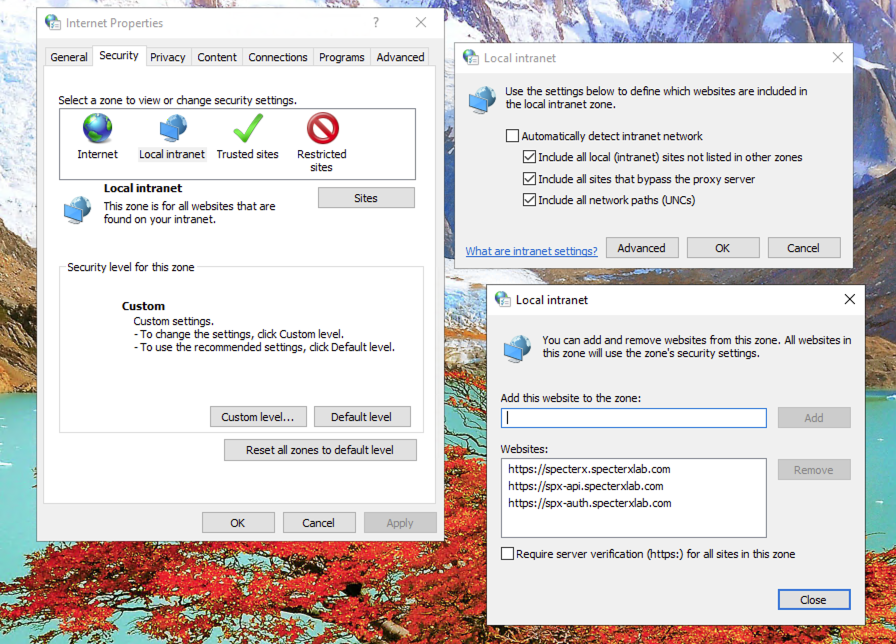 Internet Properties
?
General
Security
Privacy
Content
Connections
Programs
Advanced
Select a zone to view or change security settings.
Internet
Local intranet
Trusted sites
Restricted
sites
Local intranet
This zone is for all websites that are
found on your intranet.
Sites
Security level for this zone
Custom
Custom settings.
- To change the settings, click Custom level.
- To use the recommended settings, click Default level.
Custom level...
Default level
Reset all zones to default level
OK
Cancel
Apply
Local intranet
Use the settings below to define which websites are included in
the local intranet zone.
Automatically detect intranet network
Include all local (intranet) sites not listed in other zones
Include all sites that bypass the proxy server
Include all network paths (UNCs)
What are intranet settings?
Advanced
OK
Cancel
Local intranet
You can add and remove websites from this zone. All websites in
this zone will use the zone's security settings.
Add this website to the zone:
Add
Websites:
https://specterx.specterxlab.com
https://spx-api.specterxlab.com
https://spx-auth.specterxlab.com
Remove
Require server verification (https:) for all sites in this zone
Close